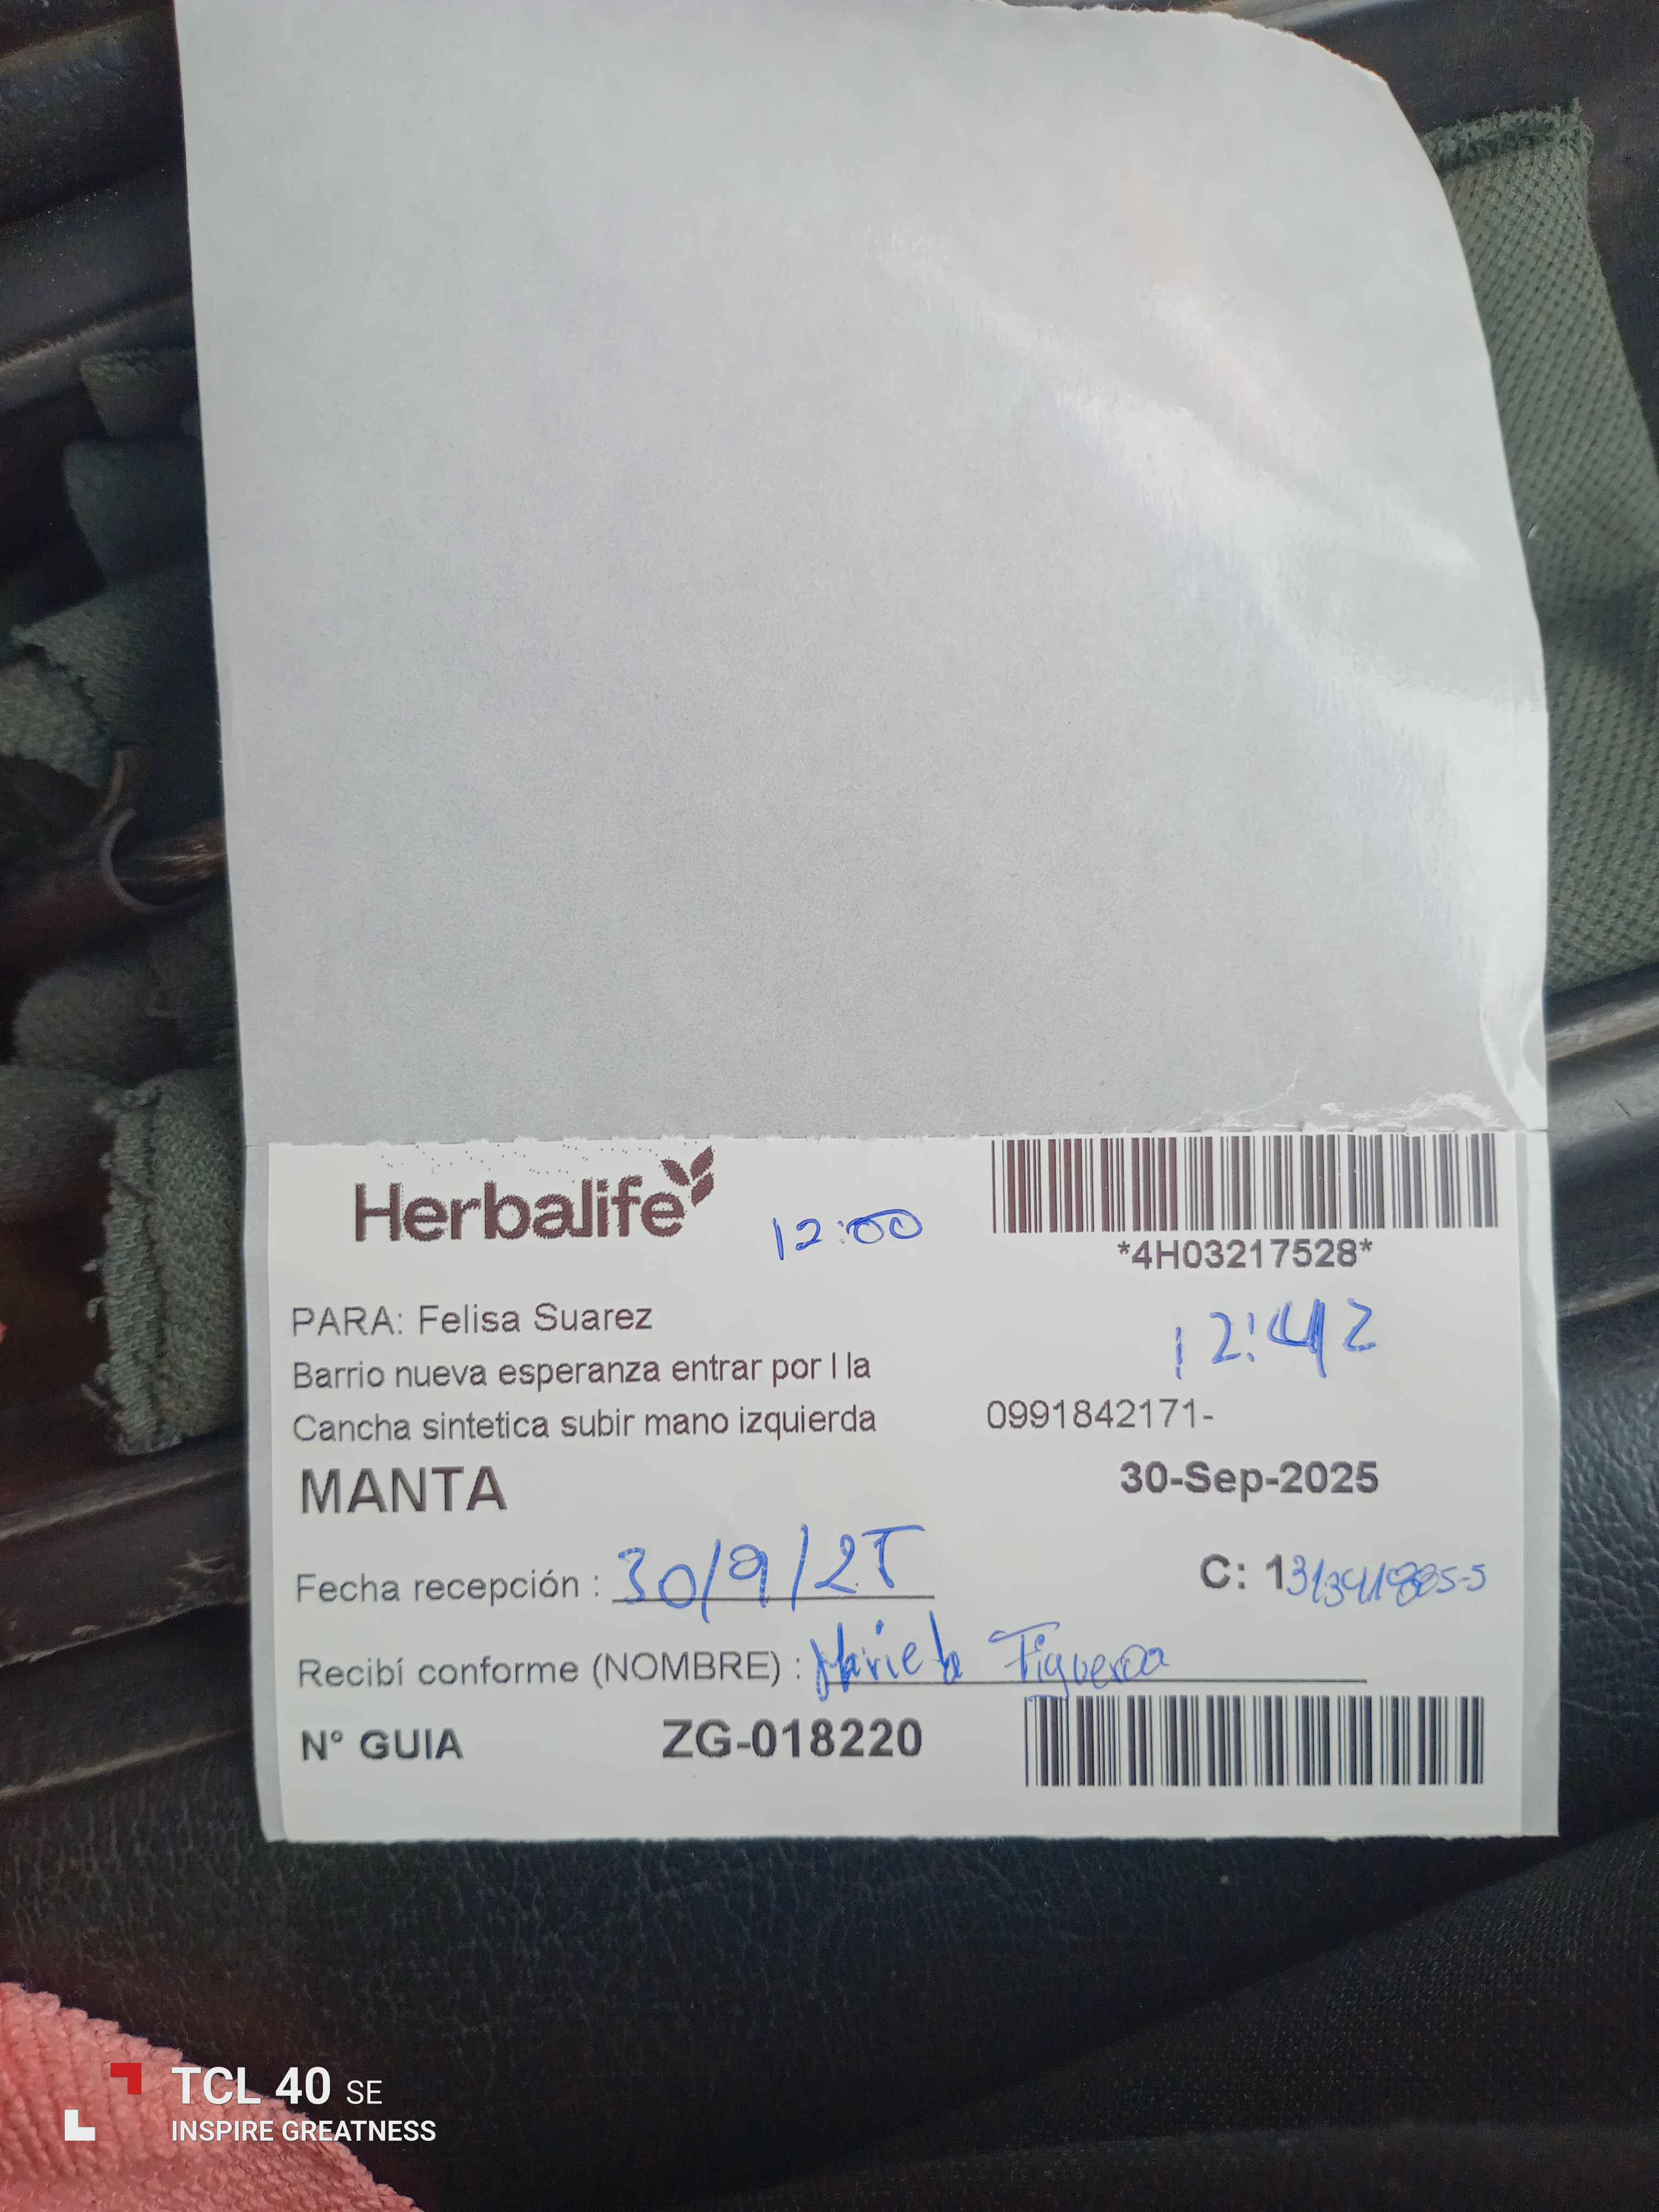 Herbalife
12:00
*4H03217528*
PARA: Felisa Suarez
12:42
Barrio nueva esperanza entrar por l la
Cancha sintetica subir mano izquierda
0991842171-
MANTA
30-Sep-2025
Fecha recepción : 30/9/25
C: 1
Recibí conforme (NOMBRE) : Mariela Figueroa
N° GUIA ZG-018220
TCL 40 SE
INSPIRE GREATNESS